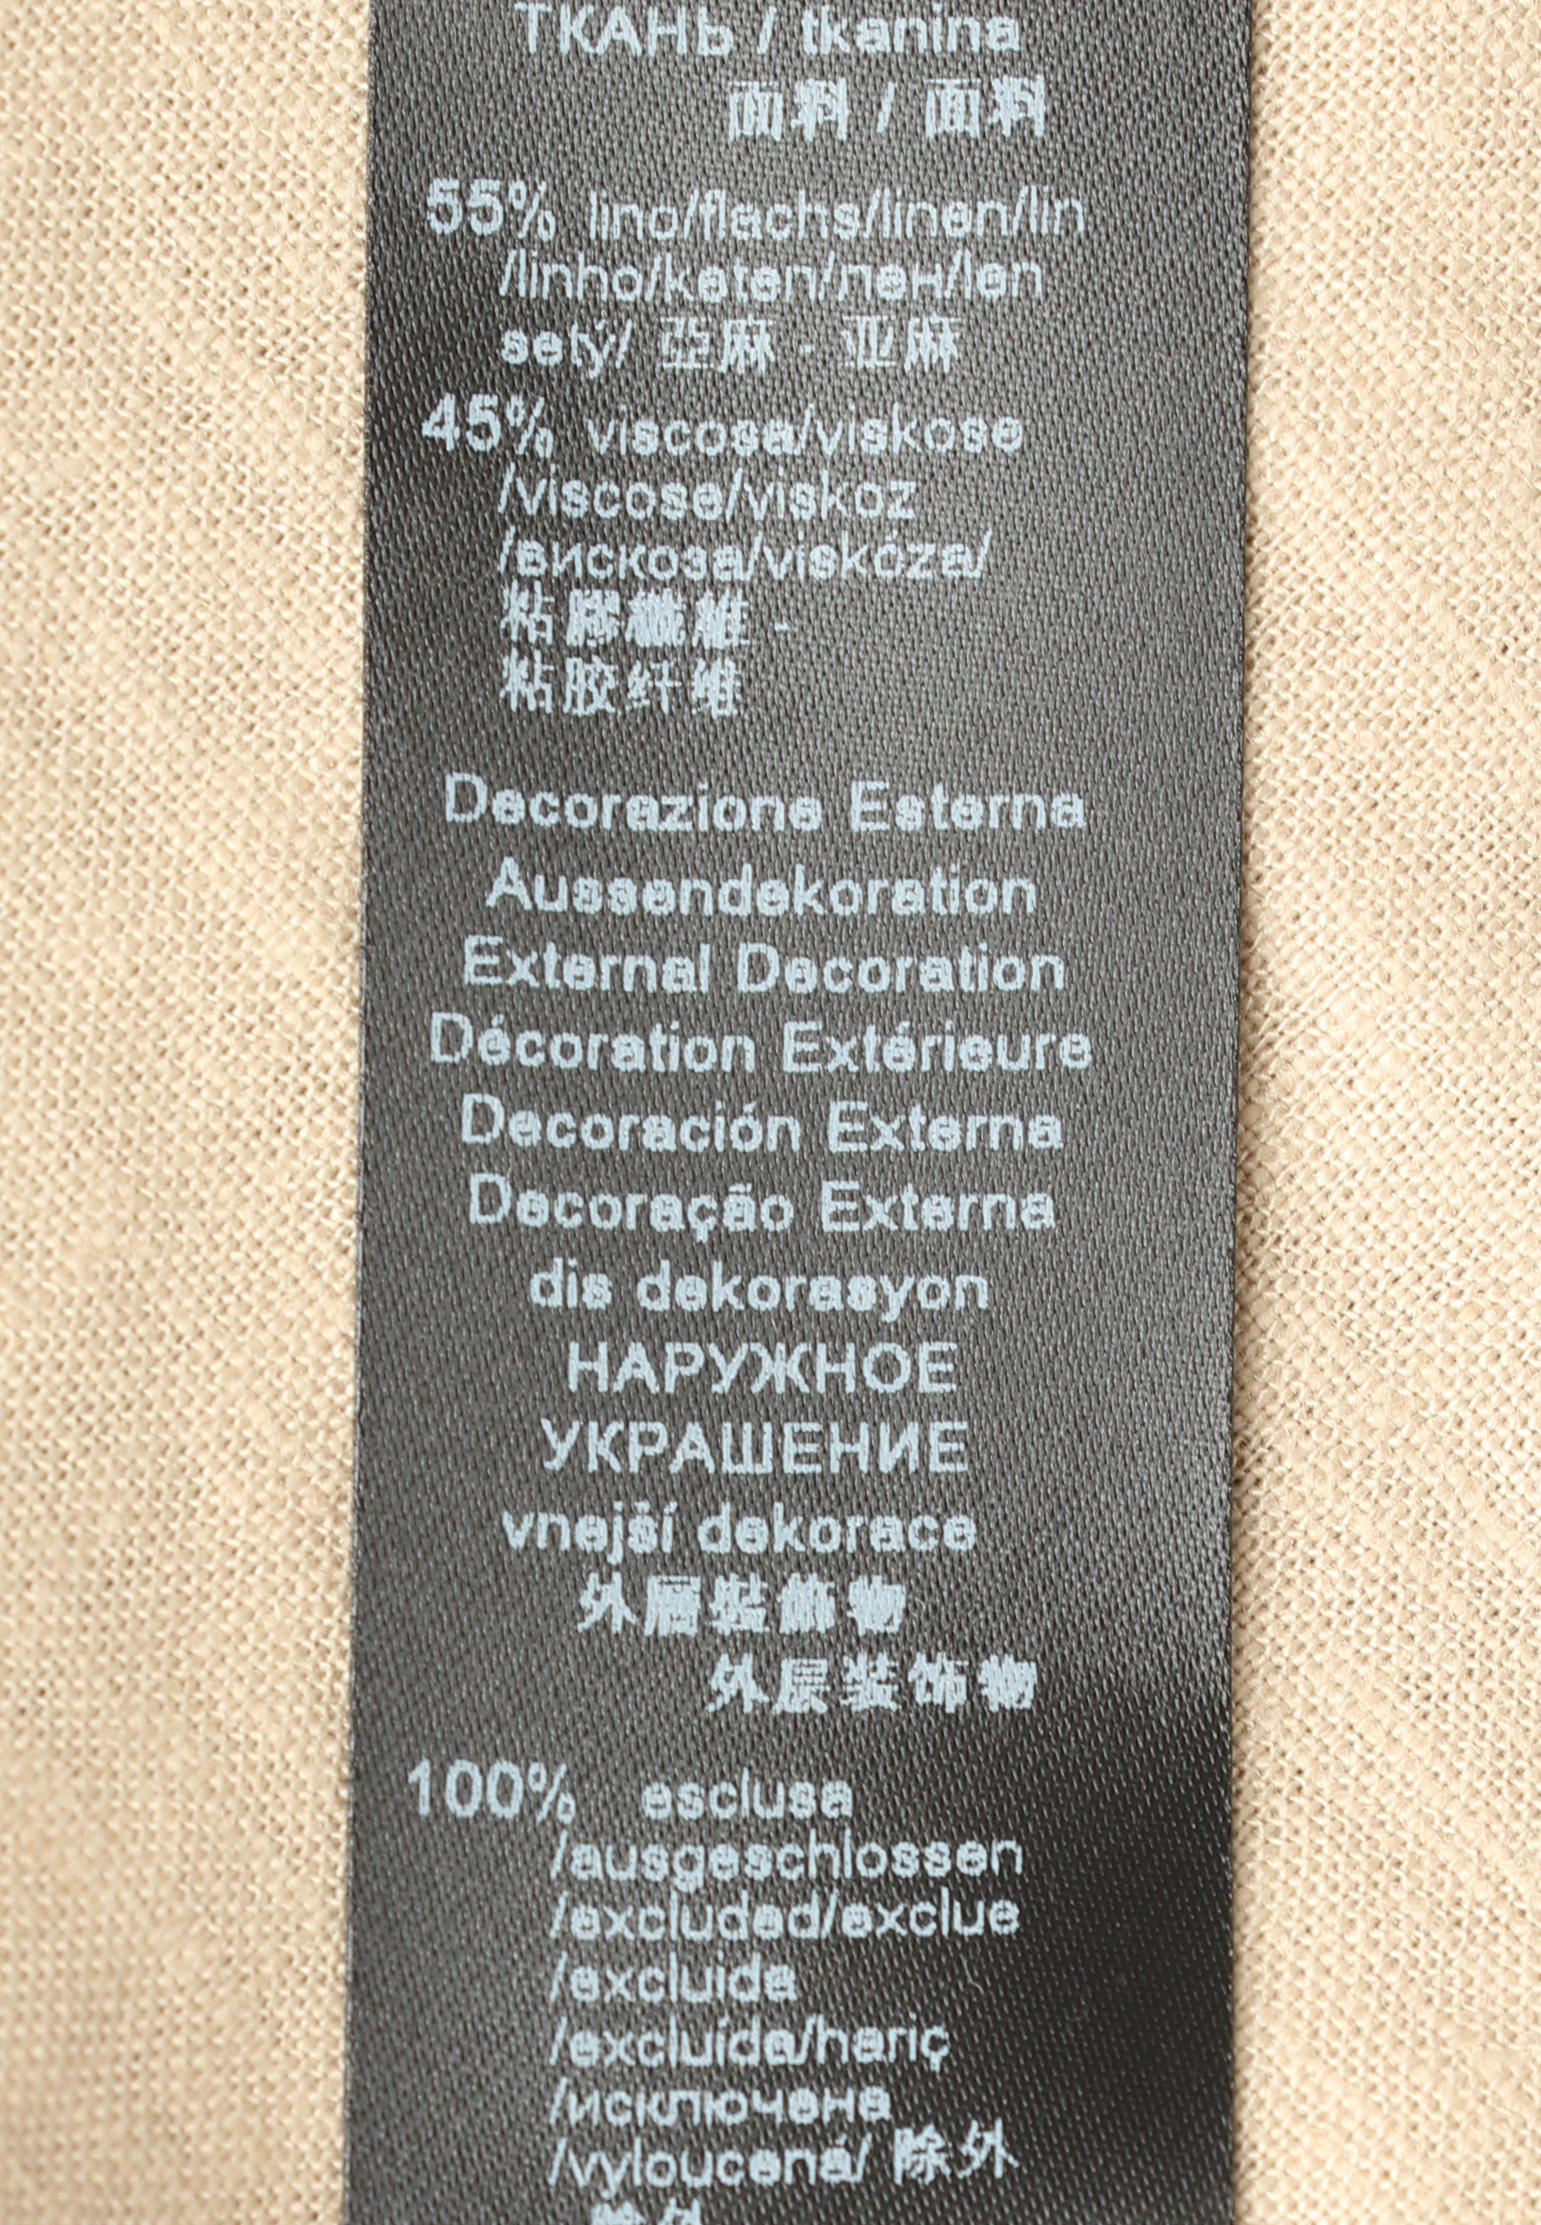 ТКАНЬ / tkanina
面料 / 面料
55% lino/flachs/linen/lin
/linho/keten/лен/len
setý/ 亞麻 - 亚麻
45% viscosa/viskose
/viscose/viskoz
/вискоза/viskóza/
粘膠纖維 -
粘胶纤维
Decorazione Esterna
Aussendekoration
External Decoration
Décoration Extérieure
Decoración Externa
Decoração Externa
dis dekorasyon
НАРУЖНОЕ
УКРАШЕНИЕ
vnejší dekorace
外層裝飾物
外层装饰物
100% esclusa
/ausgeschlossen
/excluded/exclue
/excluida
/excluída/hariç
/исключена
/vyloucená/ 除外
除外